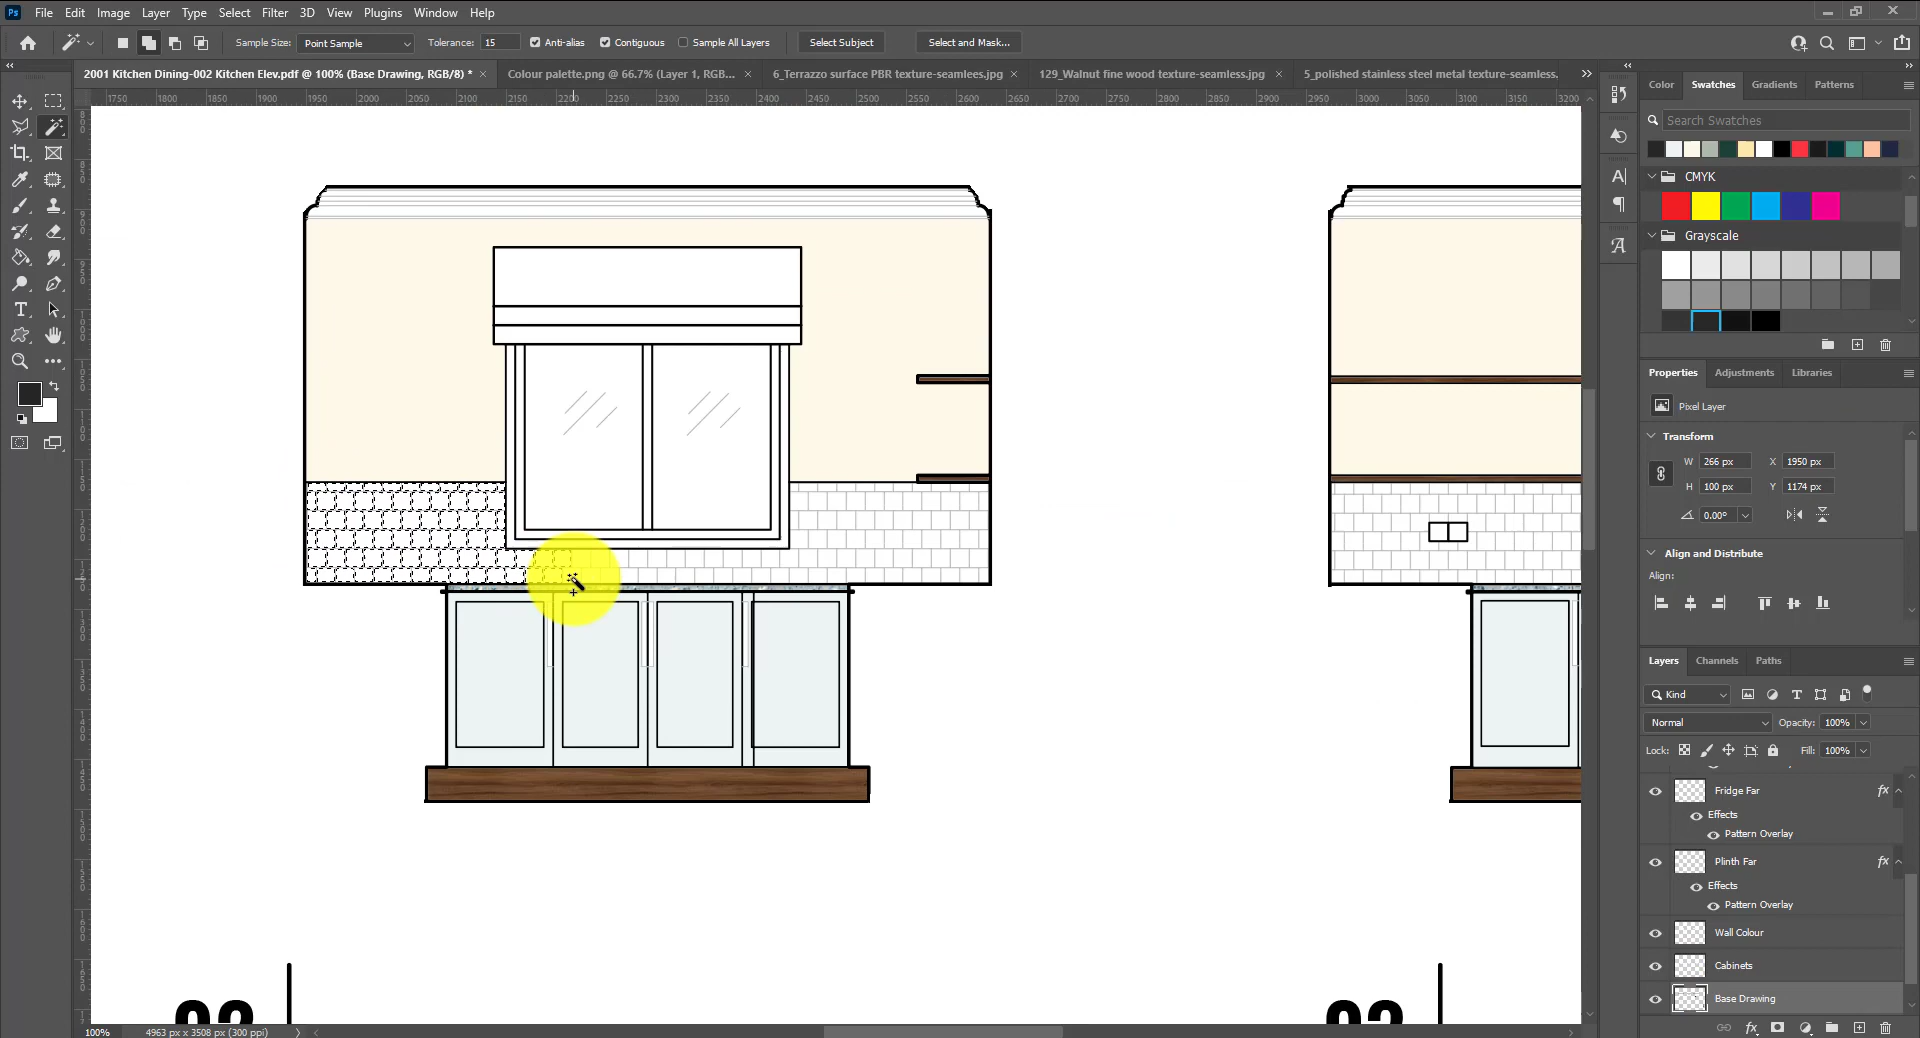 Ps File Edit Image Layer Type Select Filter 3D View Plugins Window Help
Sample Size: Point Sample Tolerance: 15 Anti-alias Contiguous Sample All Layers Select Subject Select and Mask...
2001 Kitchen Dining-002 Kitchen Elev.pdf @ 100% (Base Drawing, RGB/8) * × Colour palette.png @ 66.7% (Layer 1, RGB... × 6_Terrazzo surface PBR texture-seamlees.jpg × 129_Walnut fine wood texture-seamless.jpg × 5_polished stainless steel metal texture-seamless.
1750 1800 1850 1900 1950 2000 2050 2100 2150 2200 2250 2300 2350 2400 2450 2500 2550 2600 2650 2700 2750 2800 2850 2900 2950 3000 3050 3100 3150 3200
Color Swatches Gradients Patterns
Search Swatches
CMYK
Grayscale
Properties Adjustments Libraries
Pixel Layer
Transform
W 266 px X 1950 px
H 100 px Y 1174 px
0.00°
Align and Distribute
Align:
Layers Channels Paths
Kind
Normal Opacity: 100%
Lock: Fill: 100%
Fridge Far fx
Effects
Pattern Overlay
Plinth Far fx
Effects
Pattern Overlay
Wall Colour
Cabinets
Base Drawing
100% 4963 px x 3508 px (300 ppi)